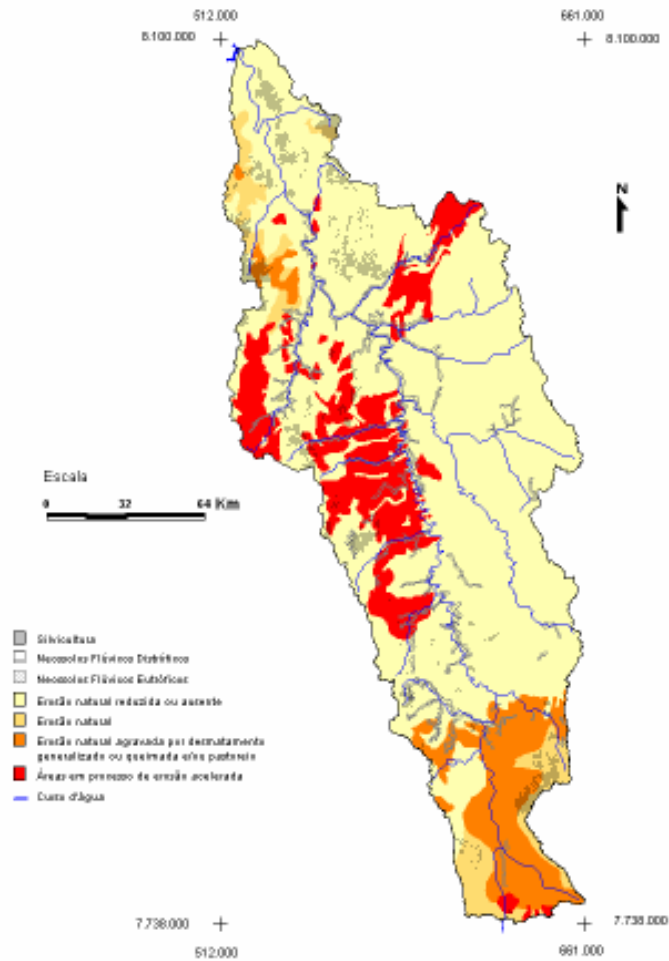 512.000 661.000
8.100.000 8.100.000
N
Escala
0 32 64 Km
Silvicultura
Neossolos Flúvicos Distróficos
Neossolos Flúvicos Eutróficos
Erosão natural reduzida ou ausente
Erosão natural
Erosão natural agravada por desmatamento
generalizado ou queimada e/ou pastoreio
Áreas em processo de erosão acelerada
Curso d'água
7.738.000 7.738.000
512.000 661.000